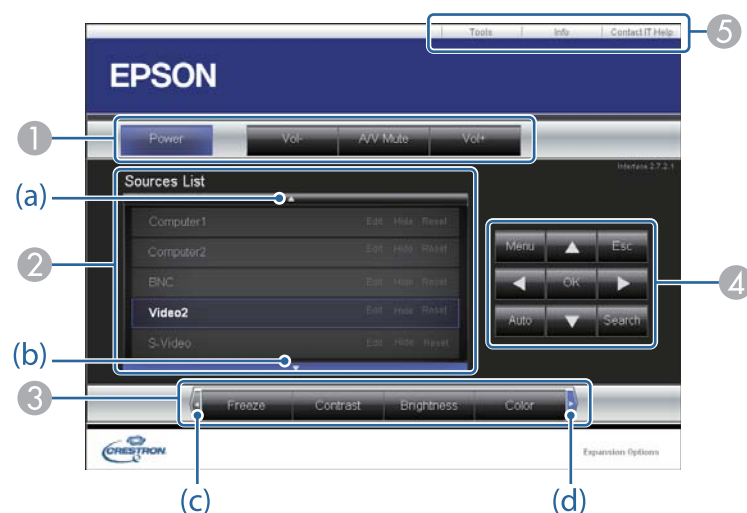 Tools Info Contact IT Help 5
EPSON
1 Power Vol- A/V Mute Vol+
Interface 2.7.2.1
Sources List
(a)
Computer1 Edit Hide Reset
Computer2 Edit Hide Reset
2 BNC Edit Hide Reset
Video2 Edit Hide Reset
S-Video Edit Hide Reset
(b)
Menu Esc
OK 4
Auto Search
3 Freeze Contrast Brightness Color
CRESTRON Expansion Options
(c) (d)